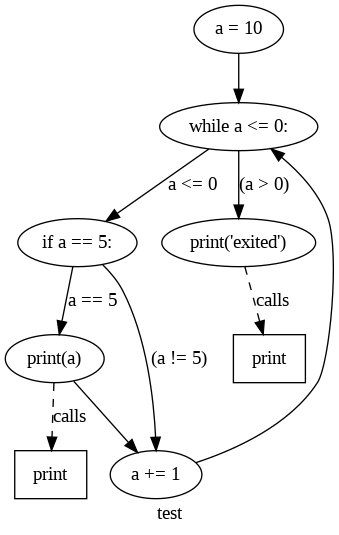 a = 10
while a <= 0:
a <= 0
(a > 0)
if a == 5:
print('exited')
a == 5
calls
print(a)
(a != 5)
print
calls
print
a += 1
test